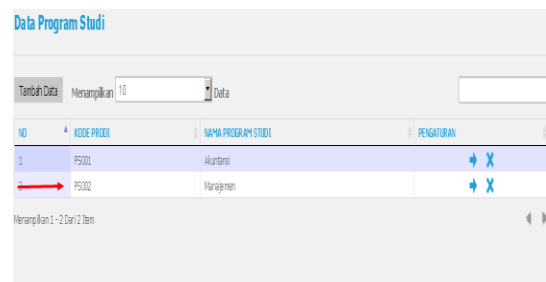 Data Program Studi
Tambah Data Menampilkan 10 Data
NO KODE PRODI NAMA PROGRAM STUDI PENGATURAN
1 PS001 Akuntansi
2 PS002 Manajemen
Menampilkan 1 - 2 Dari 2 Item